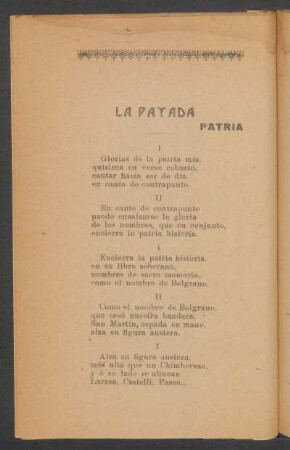 LA PAYADA
PATRIA
I
Glorias de la patria mía,
quisiera en verso robusto,
cantar hasta ser de día
en canto de contrapunto.
II
En canto de contrapunto
puede ensalzarse la gloria
de los nombres, que en conjunto,
encierra la patria historia.
I
Encierra la patria historia,
en su libro soberano,
nombres de sacra memoria,
como el nombre de Belgrano.
II
Como el nombre de Belgrano,
que creó nuestra bandera,
San Martín, espada en mano,
alza su figura austera.
I
Alza su figura austera,
más alta que un Chimborazo,
y á su lado se alinean
Larrea, Castelli, Passo...